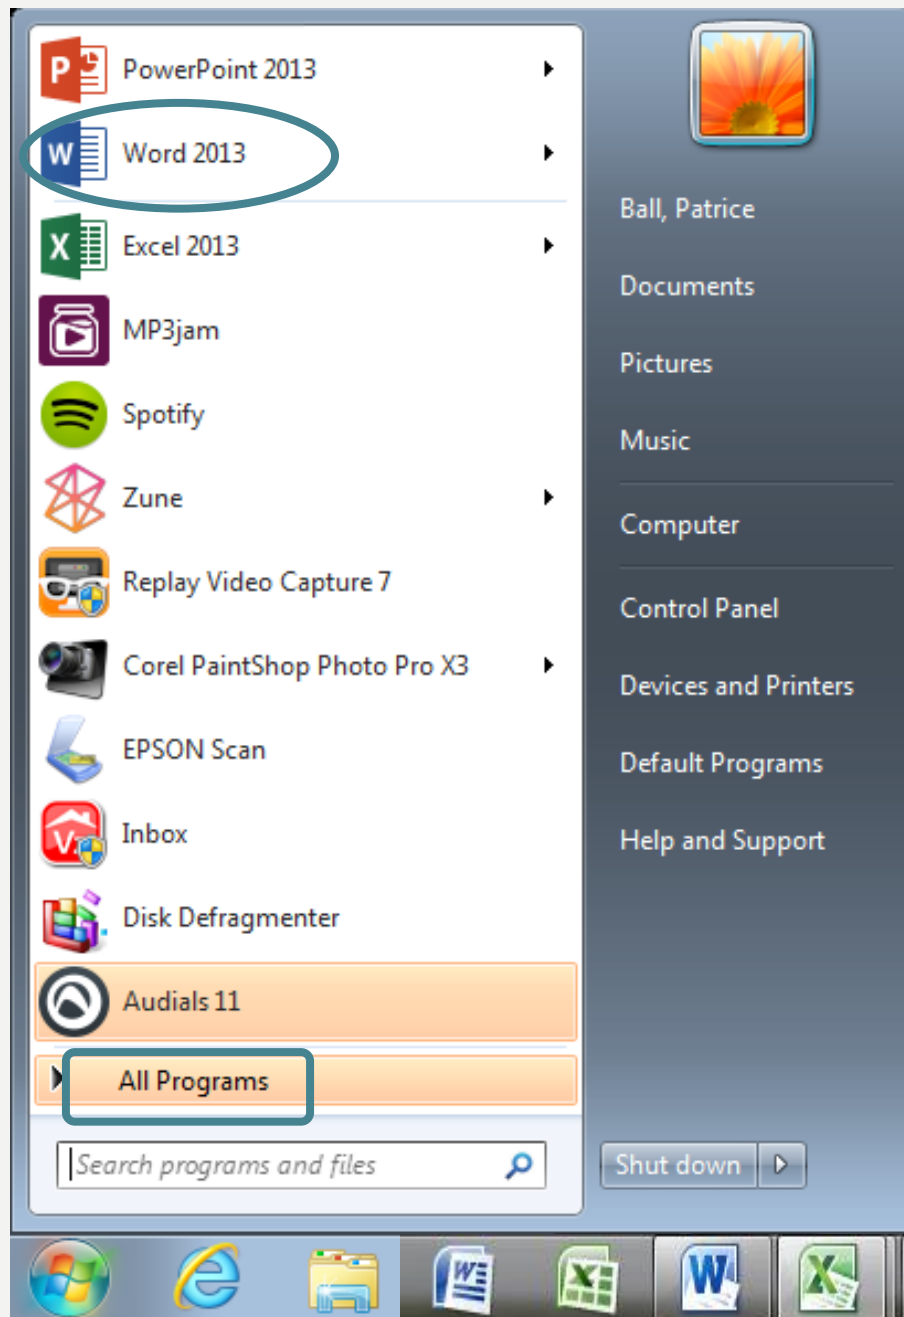 PowerPoint 2013
Word 2013
Excel 2013
MP3jam
Spotify
Zune
Replay Video Capture 7
Corel PaintShop Photo Pro X3
EPSON Scan
Inbox
Disk Defragmenter
Audials 11
All Programs
Search programs and files
Ball, Patrice
Documents
Pictures
Music
Computer
Control Panel
Devices and Printers
Default Programs
Help and Support
Shut down